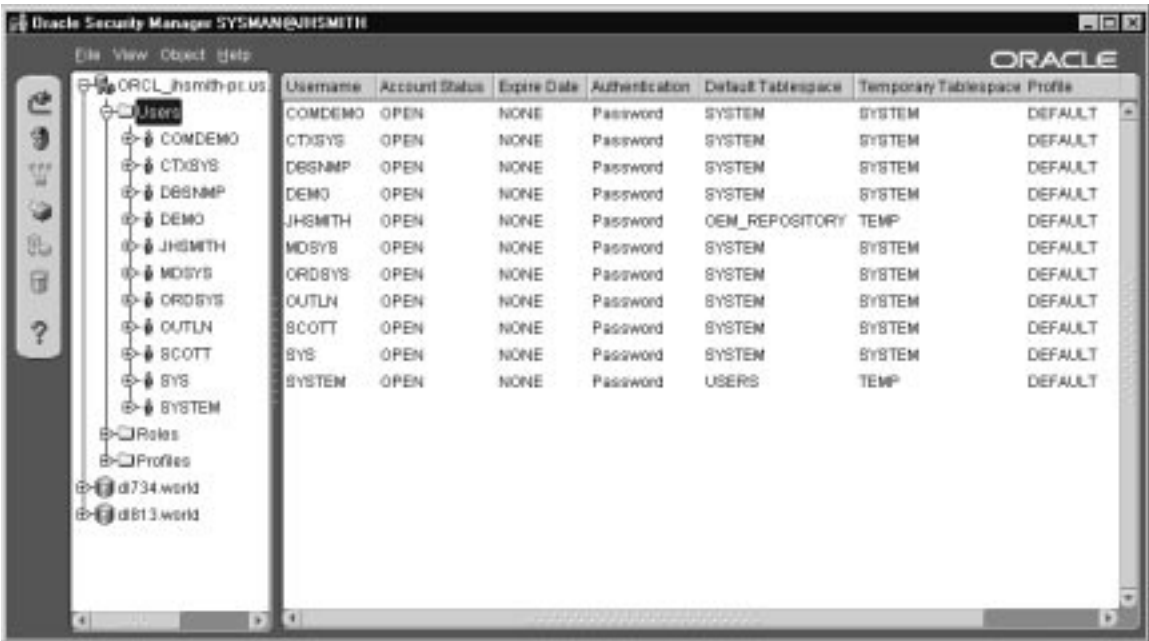 Oracle Security Manager SYSMAN@JHSMITH
File View Object Help
ORACLE
ORCL_jhsmith-pc.us.
Users
COMDEMO
CTXSYS
DBSNMP
DEMO
JHSMITH
MDSYS
ORDSYS
OUTLN
SCOTT
SYS
SYSTEM
Roles
Profiles
dl734.world
dl813.world
?
Username Account Status Expire Date Authentication Default Tablespace Temporary Tablespace Profile
COMDEMO OPEN NONE Password SYSTEM SYSTEM DEFAULT
CTXSYS OPEN NONE Password SYSTEM SYSTEM DEFAULT
DBSNMP OPEN NONE Password SYSTEM SYSTEM DEFAULT
DEMO OPEN NONE Password SYSTEM SYSTEM DEFAULT
JHSMITH OPEN NONE Password OEM_REPOSITORY TEMP DEFAULT
MDSYS OPEN NONE Password SYSTEM SYSTEM DEFAULT
ORDSYS OPEN NONE Password SYSTEM SYSTEM DEFAULT
OUTLN OPEN NONE Password SYSTEM SYSTEM DEFAULT
SCOTT OPEN NONE Password SYSTEM SYSTEM DEFAULT
SYS OPEN NONE Password SYSTEM SYSTEM DEFAULT
SYSTEM OPEN NONE Password USERS TEMP DEFAULT